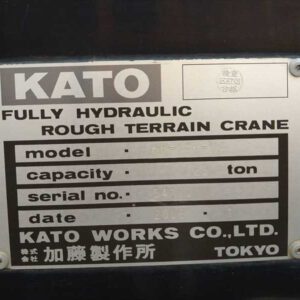 KATO
FULLY HYDRAULIC
ROUGH TERRAIN CRANE
model
capacity ton
serial no.
date
KATO WORKS CO.,LTD.
株式会社 加藤製作所 TOKYO